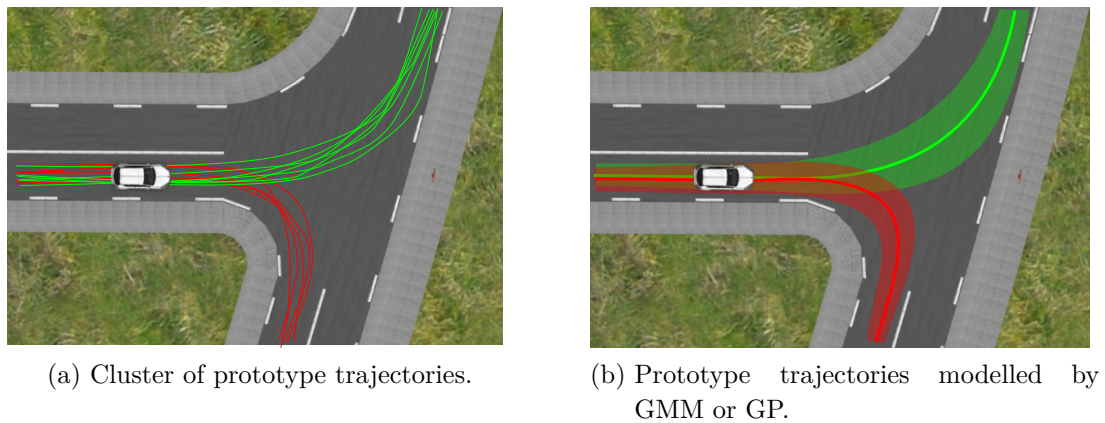 (a) Cluster of prototype trajectories.
(b) Prototype trajectories modelled by
GMM or GP.